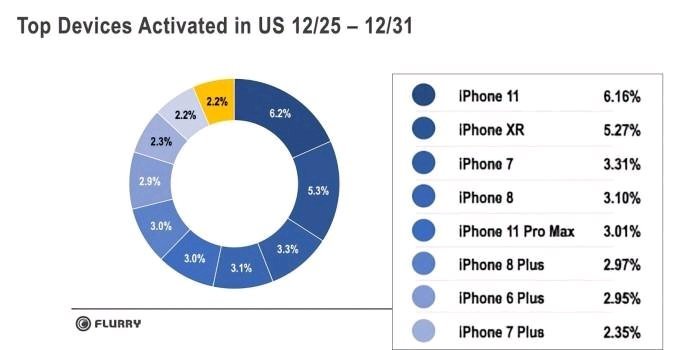 Top Devices Activated in US 12/25 – 12/31
2.2%
2.2%
2.3%
2.9%
3.0%
3.0%
3.1%
3.3%
5.3%
6.2%
iPhone 11 6.16%
iPhone XR 5.27%
iPhone 7 3.31%
iPhone 8 3.10%
iPhone 11 Pro Max 3.01%
iPhone 8 Plus 2.97%
iPhone 6 Plus 2.95%
iPhone 7 Plus 2.35%
FLURRY